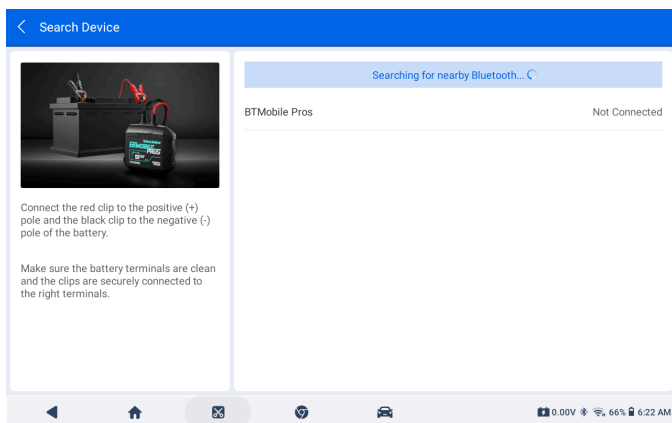 Search Device
Searching for nearby Bluetooth...
BTMobile Pros
Not Connected
BTMOBILE
PROS
Connect the red clip to the positive (+)
pole and the black clip to the negative (-)
pole of the battery.
Make sure the battery terminals are clean
and the clips are securely connected to
the right terminals.
0.00V
66%
6:22 AM